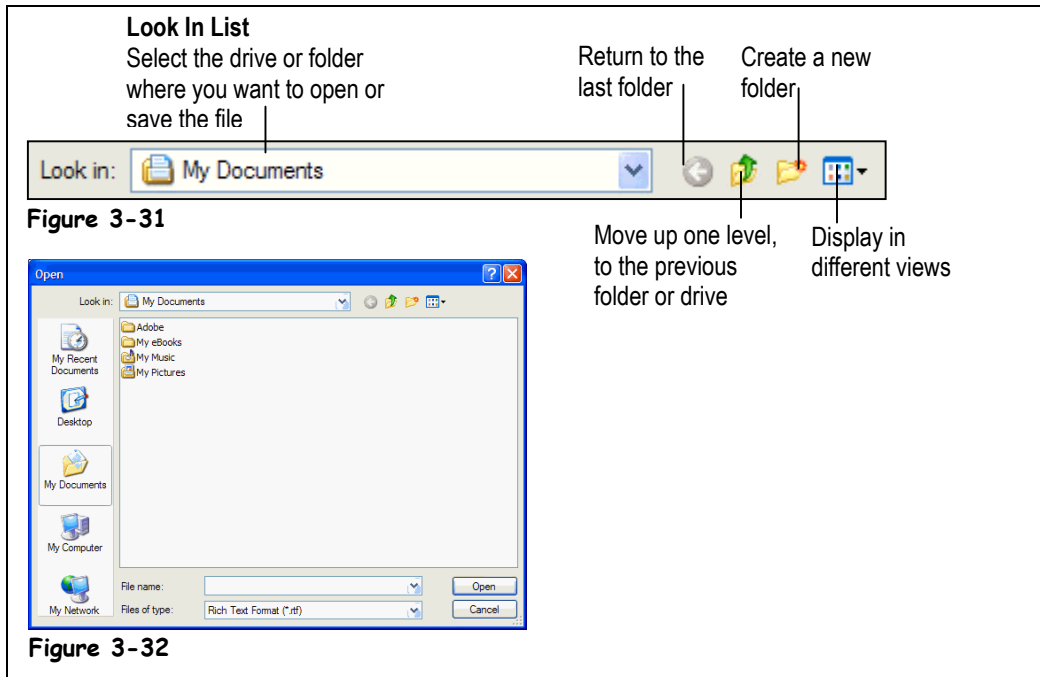 Look In List
Select the drive or folder
where you want to open or
save the file
Return to the
last folder
Create a new
folder
Look in: My Documents
Figure 3-31
Move up one level,
to the previous
folder or drive
Display in
different views
Open
Look in: My Documents
My Recent
Documents
Desktop
My Documents
My Computer
My Network
Adobe
My eBooks
My Music
My Pictures
File name: Open
Files of type: Rich Text Format (*.rtf) Cancel
Figure 3-32